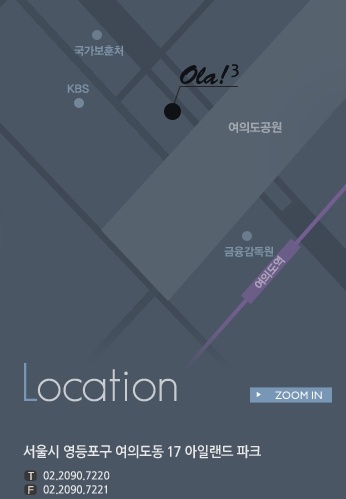 국가보훈처
Ola!3
KBS
여의도공원
금융감독원
여의도역
Location
ZOOM IN
서울시 영등포구 여의도동 17 아일랜드 파크
T 02.2090.7220
F 02.2090.7221